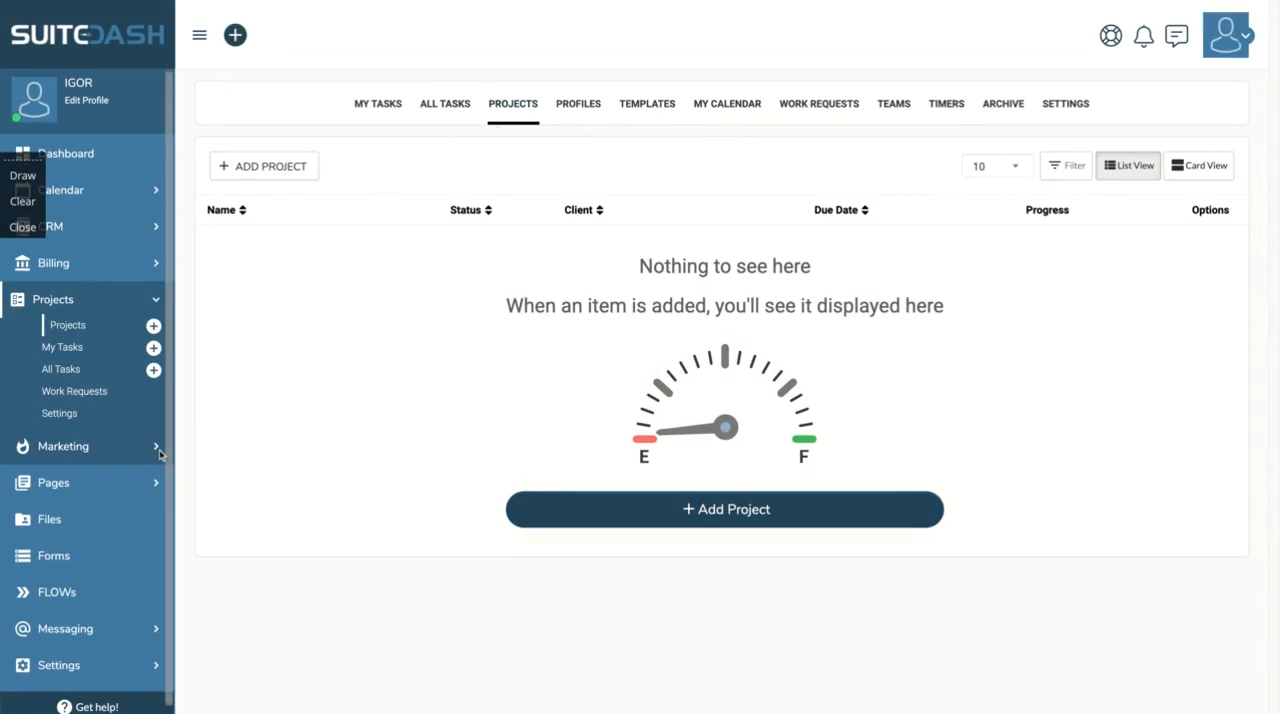 SUITEDASH
IGOR
Edit Profile
Dashboard
Draw
Calendar
Clear
CRM
Close
Billing
Projects
Projects
My Tasks
All Tasks
Work Requests
Settings
Marketing
Pages
Files
Forms
FLOWs
Messaging
Settings
Get help!
MY TASKS ALL TASKS PROJECTS PROFILES TEMPLATES MY CALENDAR WORK REQUESTS TEAMS TIMERS ARCHIVE SETTINGS
+ ADD PROJECT 10 Filter List View Card View
Name Status Client Due Date Progress Options
Nothing to see here
When an item is added, you'll see it displayed here
E F
+ Add Project